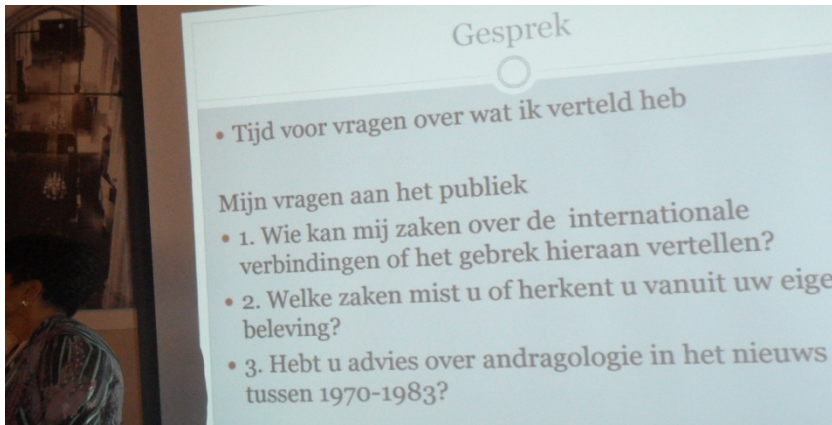 Gesprek
• Tijd voor vragen over wat ik verteld heb
Mijn vragen aan het publiek
• 1. Wie kan mij zaken over de internationale
verbindingen of het gebrek hieraan vertellen?
• 2. Welke zaken mist u of herkent u vanuit uw eige
beleving?
• 3. Hebt u advies over andragologie in het nieuws
tussen 1970-1983?